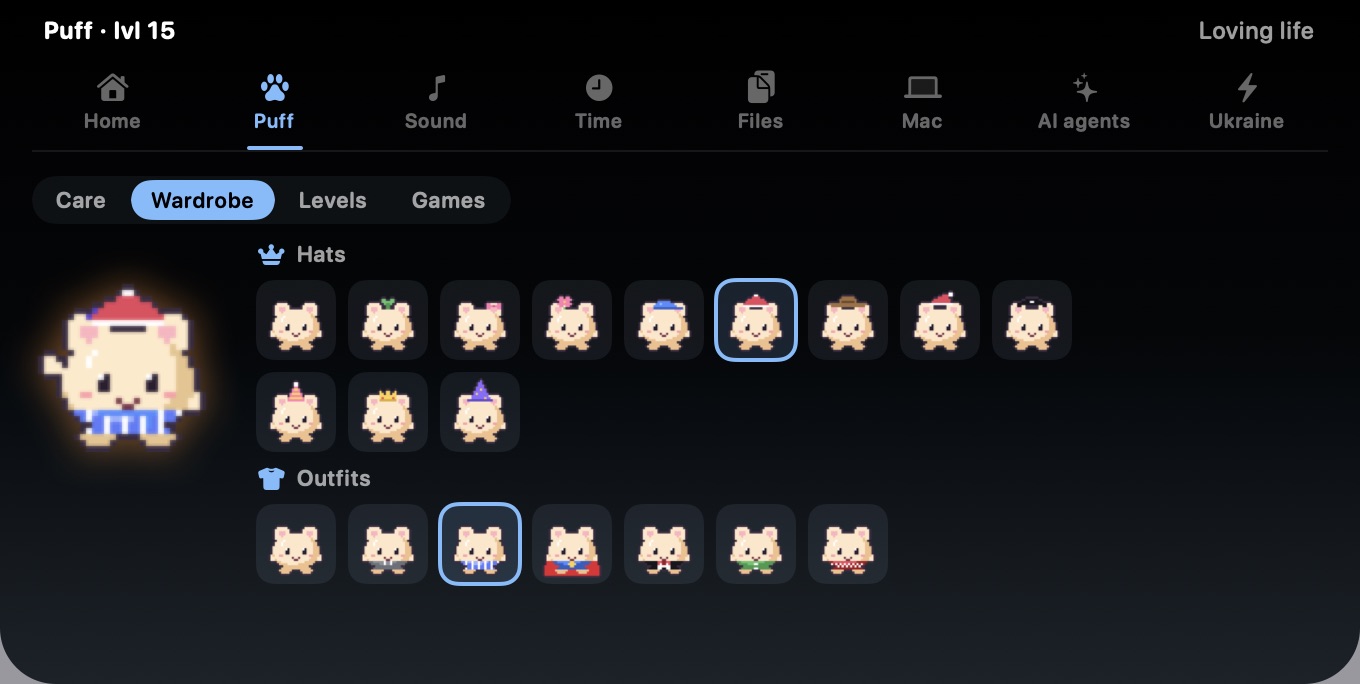 Puff · lvl 15
Loving life
Home
Puff
Sound
Time
Files
Mac
AI agents
Ukraine
Care
Wardrobe
Levels
Games
Hats
Outfits